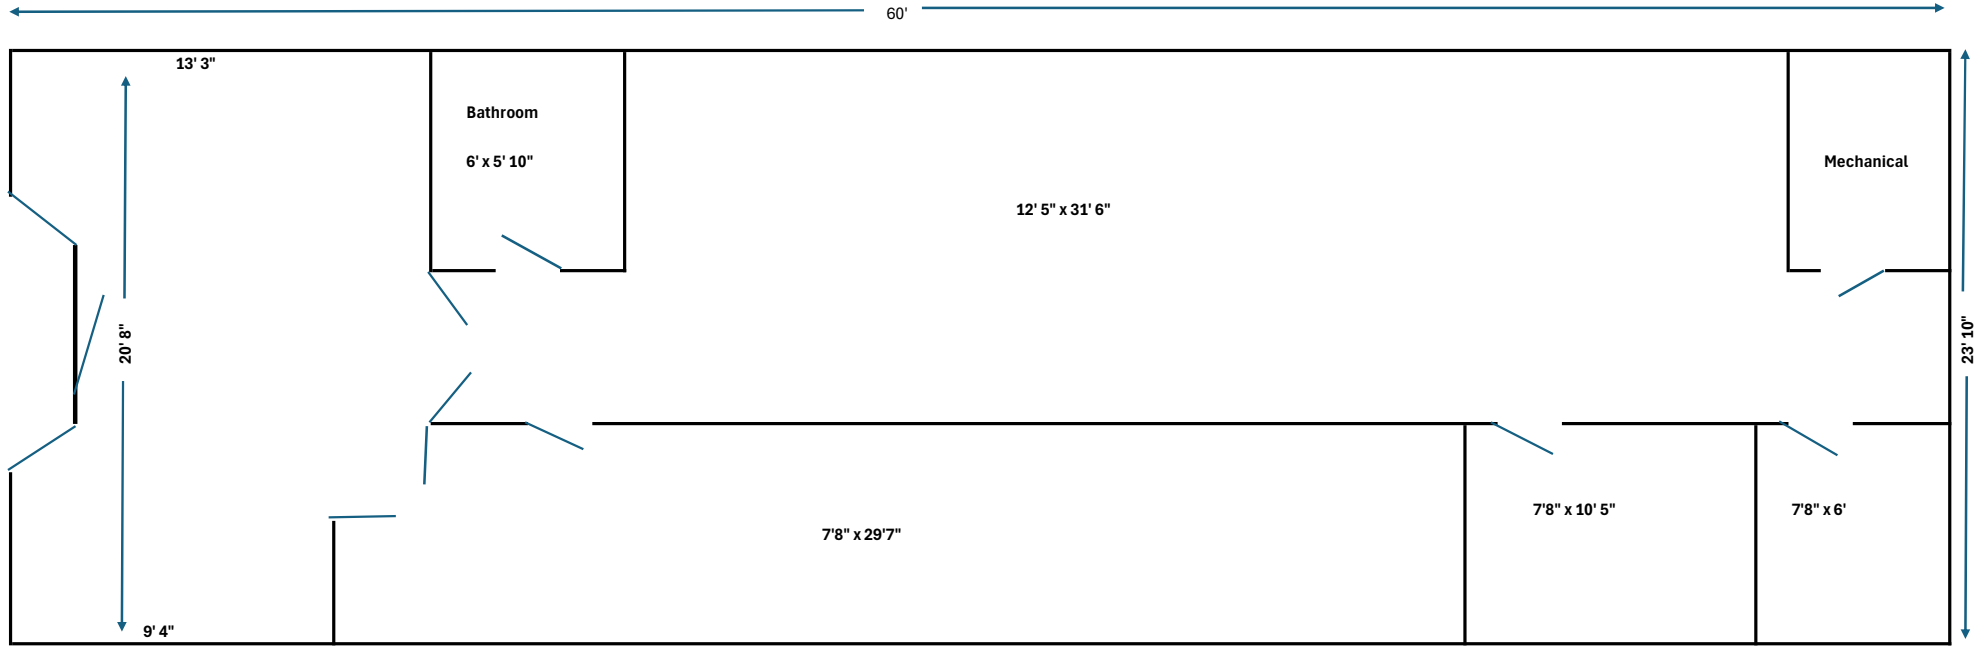 60'
13' 3"
Bathroom
6' x 5' 10"
Mechanical
12' 5" x 31' 6"
20' 8"
23' 10"
7'8" x 10' 5"
7'8" x 6'
7'8" x 29'7"
9' 4"